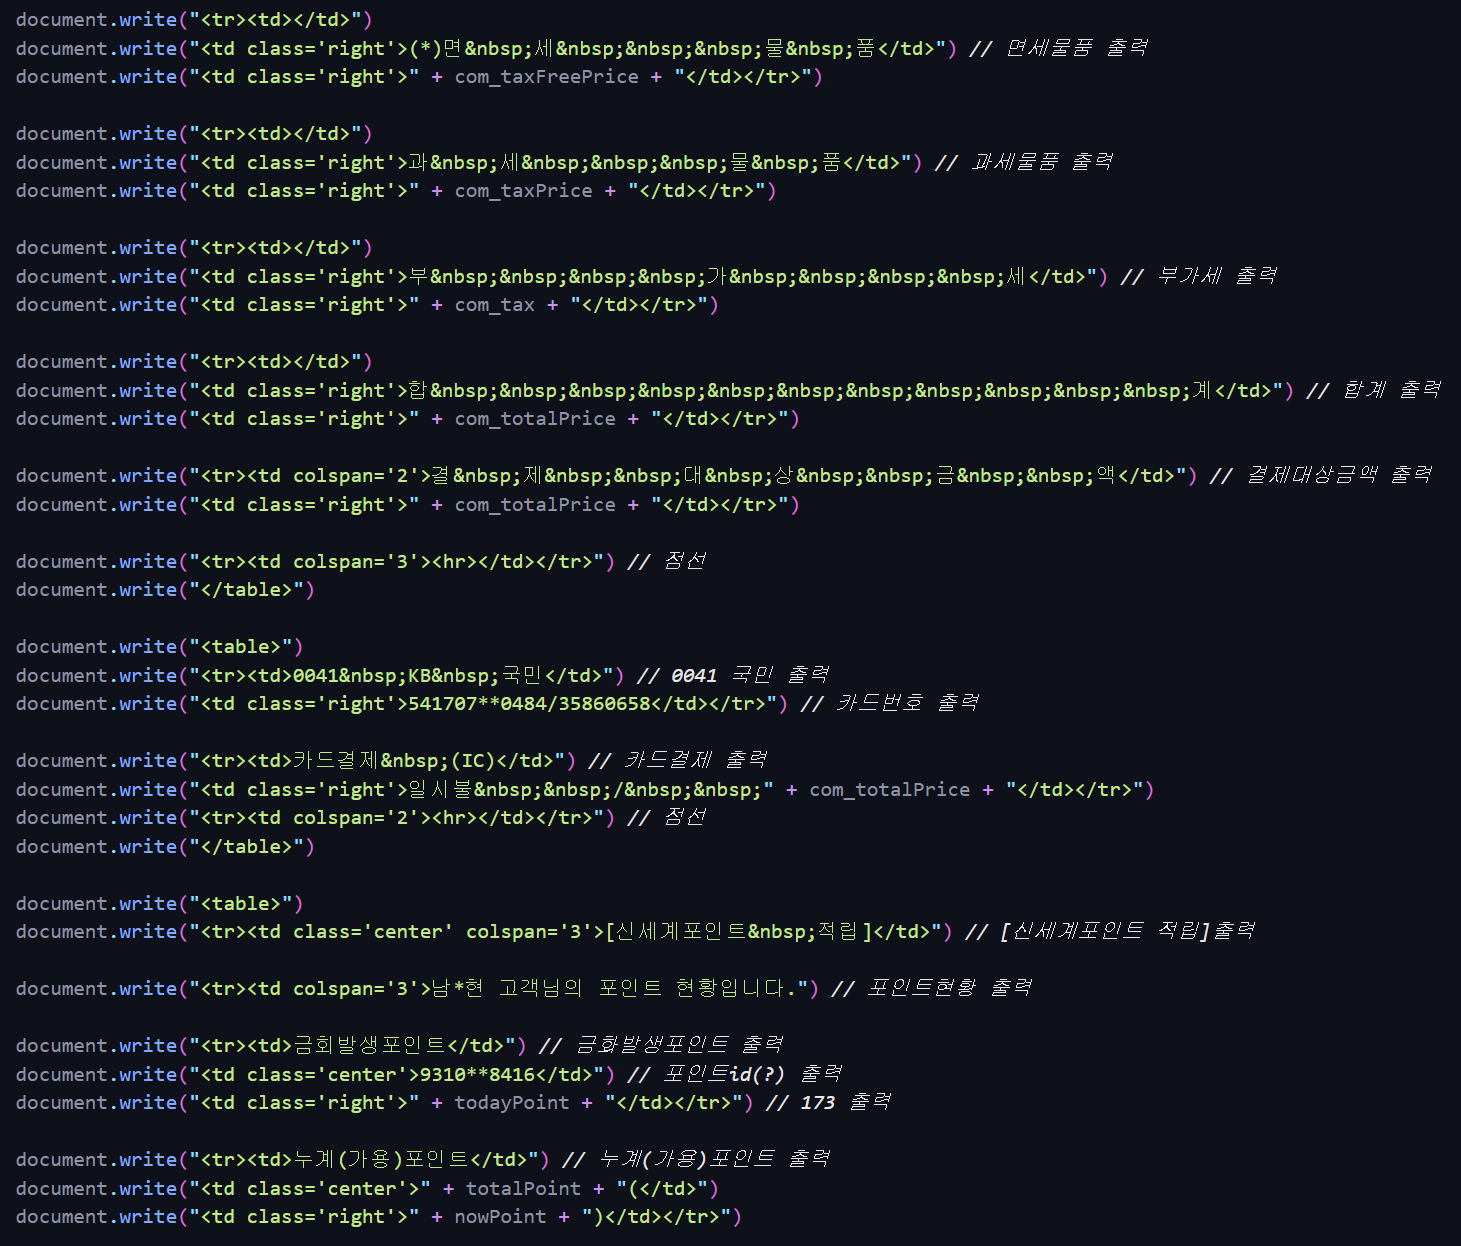 document.write("<tr><td></td>")
document.write("<td class='right'>(*)면&nbsp;세&nbsp;&nbsp;&nbsp;물&nbsp;품</td>") // 면세물품 출력
document.write("<td class='right'>" + com_taxFreePrice + "</td></tr>")
document.write("<tr><td></td>")
document.write("<td class='right'>과&nbsp;세&nbsp;&nbsp;&nbsp;물&nbsp;품</td>") // 과세물품 출력
document.write("<td class='right'>" + com_taxPrice + "</td></tr>")
document.write("<tr><td></td>")
document.write("<td class='right'>부&nbsp;&nbsp;&nbsp;&nbsp;가&nbsp;&nbsp;&nbsp;&nbsp;세</td>") // 부가세 출력
document.write("<td class='right'>" + com_tax + "</td></tr>")
document.write("<tr><td></td>")
document.write("<td class='right'>합&nbsp;&nbsp;&nbsp;&nbsp;&nbsp;&nbsp;&nbsp;&nbsp;&nbsp;&nbsp;&nbsp;계</td>") // 합계 출력
document.write("<td class='right'>" + com_totalPrice + "</td></tr>")
document.write("<tr><td colspan='2'>결&nbsp;제&nbsp;&nbsp;대&nbsp;상&nbsp;&nbsp;금&nbsp;&nbsp;액</td>") // 결제대상금액 출력
document.write("<td class='right'>" + com_totalPrice + "</td></tr>")
document.write("<tr><td colspan='3'><hr></td></tr>") // 점선
document.write("</table>")
document.write("<table>")
document.write("<tr><td>0041&nbsp;KB&nbsp;국민</td>") // 0041 국민 출력
document.write("<td class='right'>541707**0484/35860658</td></tr>") // 카드번호 출력
document.write("<tr><td>카드결제&nbsp;(IC)</td>") // 카드결제 출력
document.write("<td class='right'>일시불&nbsp;&nbsp;/&nbsp;&nbsp;" + com_totalPrice + "</td></tr>")
document.write("<tr><td colspan='2'><hr></td></tr>") // 점선
document.write("</table>")
document.write("<table>")
document.write("<tr><td class='center' colspan='3'>[신세계포인트&nbsp;적립]</td>") // [신세계포인트 적립]출력
document.write("<tr><td colspan='3'>남*현 고객님의 포인트 현황입니다.") // 포인트현황 출력
document.write("<tr><td>금회발생포인트</td>") // 금화발생포인트 출력
document.write("<td class='center'>9310**8416</td>") // 포인트id(?) 출력
document.write("<td class='right'>" + todayPoint + "</td></tr>") // 173 출력
document.write("<tr><td>누계(가용)포인트</td>") // 누계(가용)포인트 출력
document.write("<td class='center'>" + totalPoint + "(</td>")
document.write("<td class='right'>" + nowPoint + ")</td></tr>")